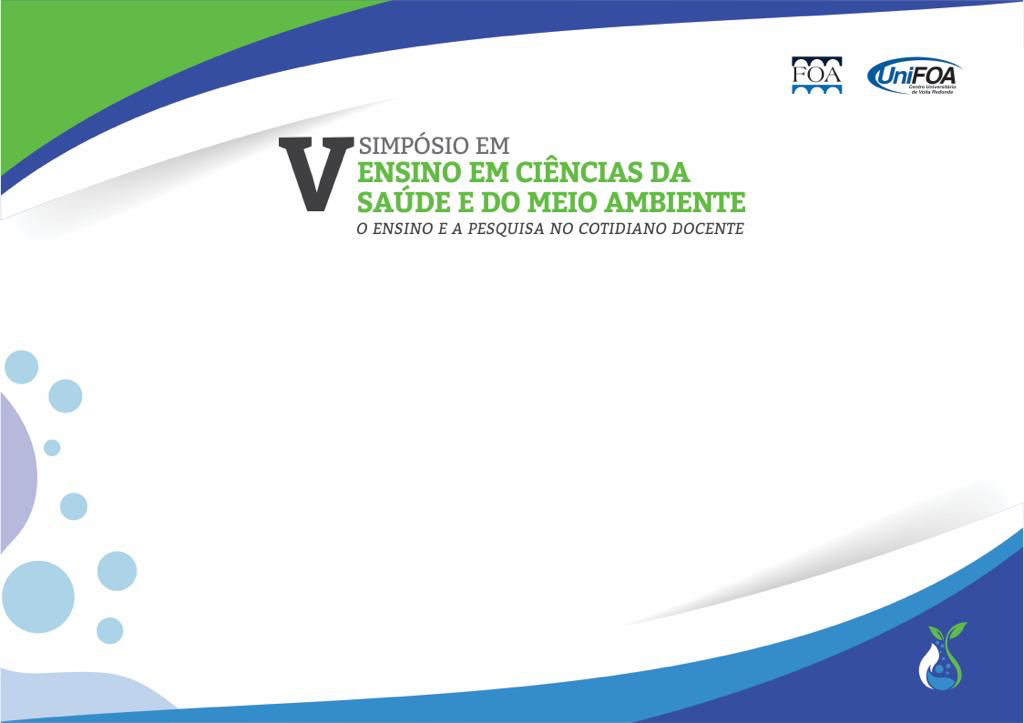 FOA
UniFOA
Centro Universitário
de Volta Redonda
V SIMPÓSIO EM
ENSINO EM CIÊNCIAS DA
SAÚDE E DO MEIO AMBIENTE
O ENSINO E A PESQUISA NO COTIDIANO DOCENTE